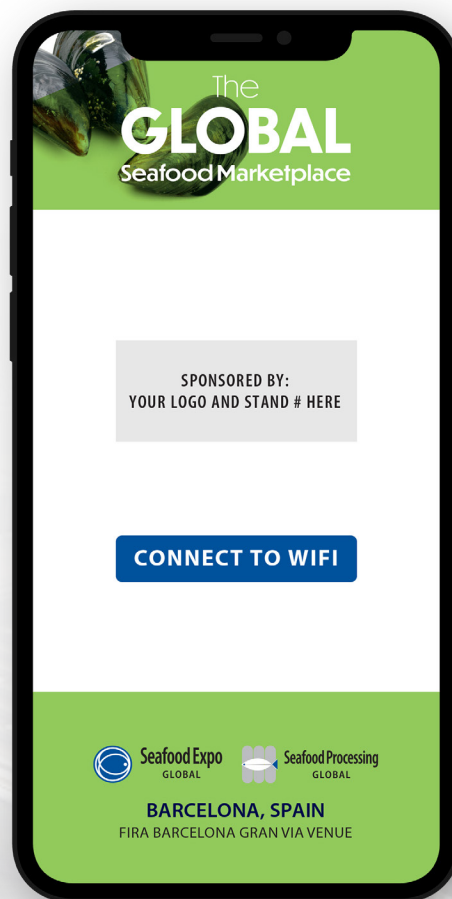 The
GLOBAL
Seafood Marketplace
SPONSORED BY:
YOUR LOGO AND STAND # HERE
CONNECT TO WIFI
Seafood Expo
GLOBAL
Seafood Processing
GLOBAL
BARCELONA, SPAIN
FIRA BARCELONA GRAN VIA VENUE